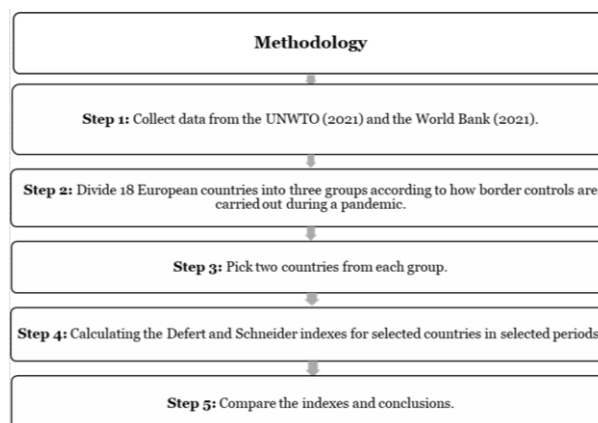 Methodology
Step 1: Collect data from the UNWTO (2021) and the World Bank (2021).
Step 2: Divide 18 European countries into three groups according to how border controls are
carried out during a pandemic.
Step 3: Pick two countries from each group.
Step 4: Calculating the Defert and Schneider indexes for selected countries in selected periods
Step 5: Compare the indexes and conclusions.